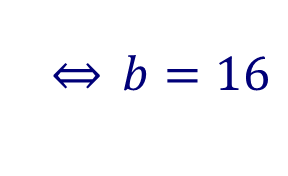 ⇔ b = 16